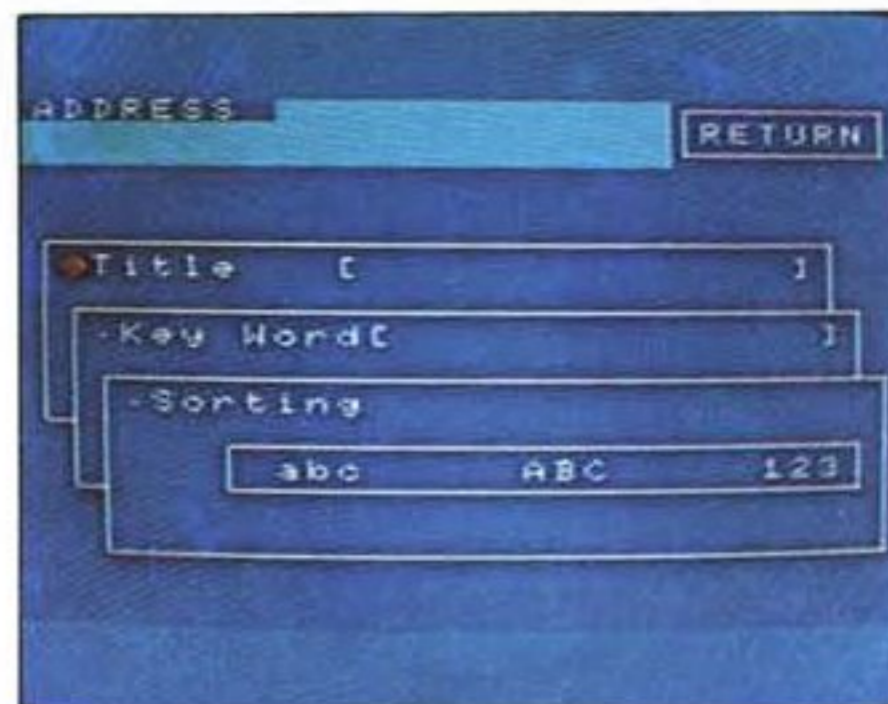 ADDRESS
RETURN
Title [ ]
-Key Word[ ]
-Sorting
abc ABC 123